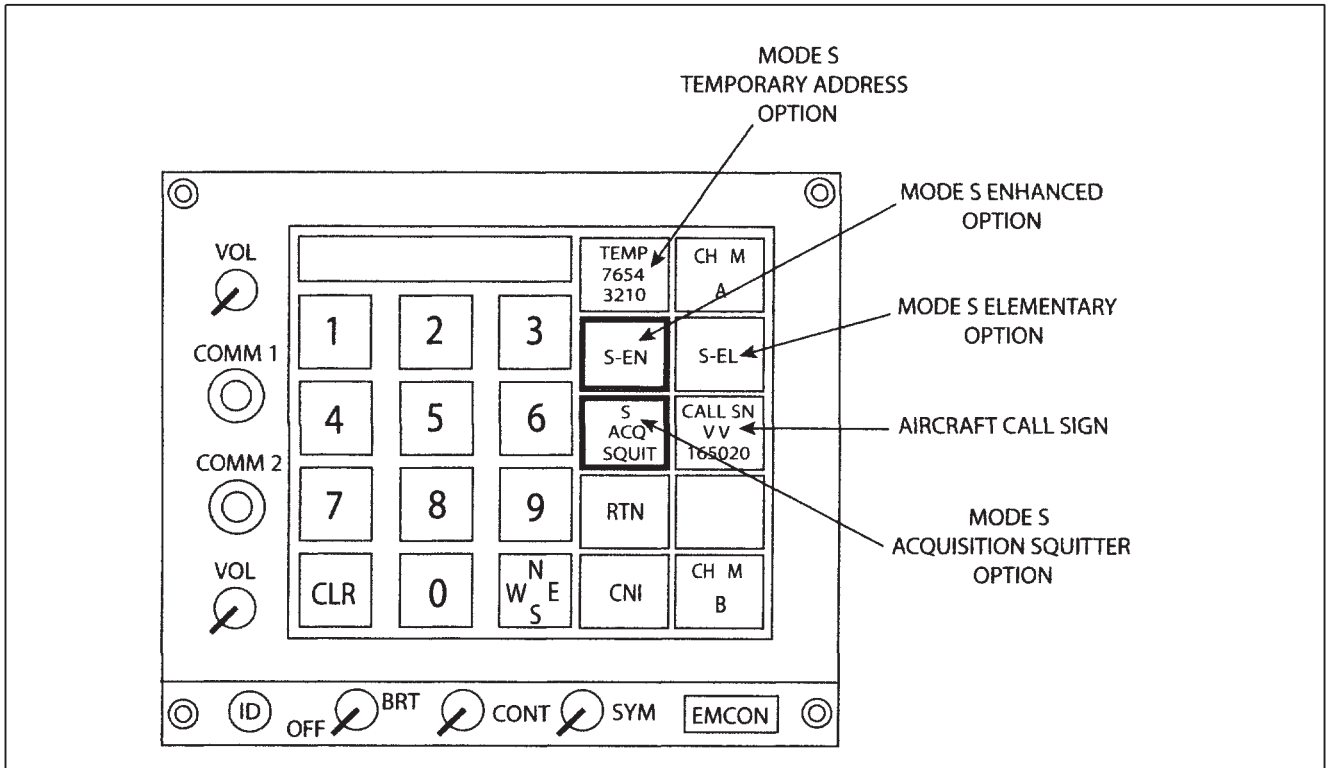 MODE S
TEMPORARY ADDRESS
OPTION
MODE S ENHANCED
OPTION
MODE S ELEMENTARY
OPTION
AIRCRAFT CALL SIGN
MODE S
ACQUISITION SQUITTER
OPTION
VOL
COMM 1
COMM 2
VOL
TEMP
7654
3210
CH M
A
1 2 3
S-EN
S-EL
4 5 6
S
ACQ
SQUIT
CALL SN
V V
165020
7 8 9
RTN
CLR
0
N
W E
S
CNI
CH M
B
ID
OFF
BRT
CONT
SYM
EMCON